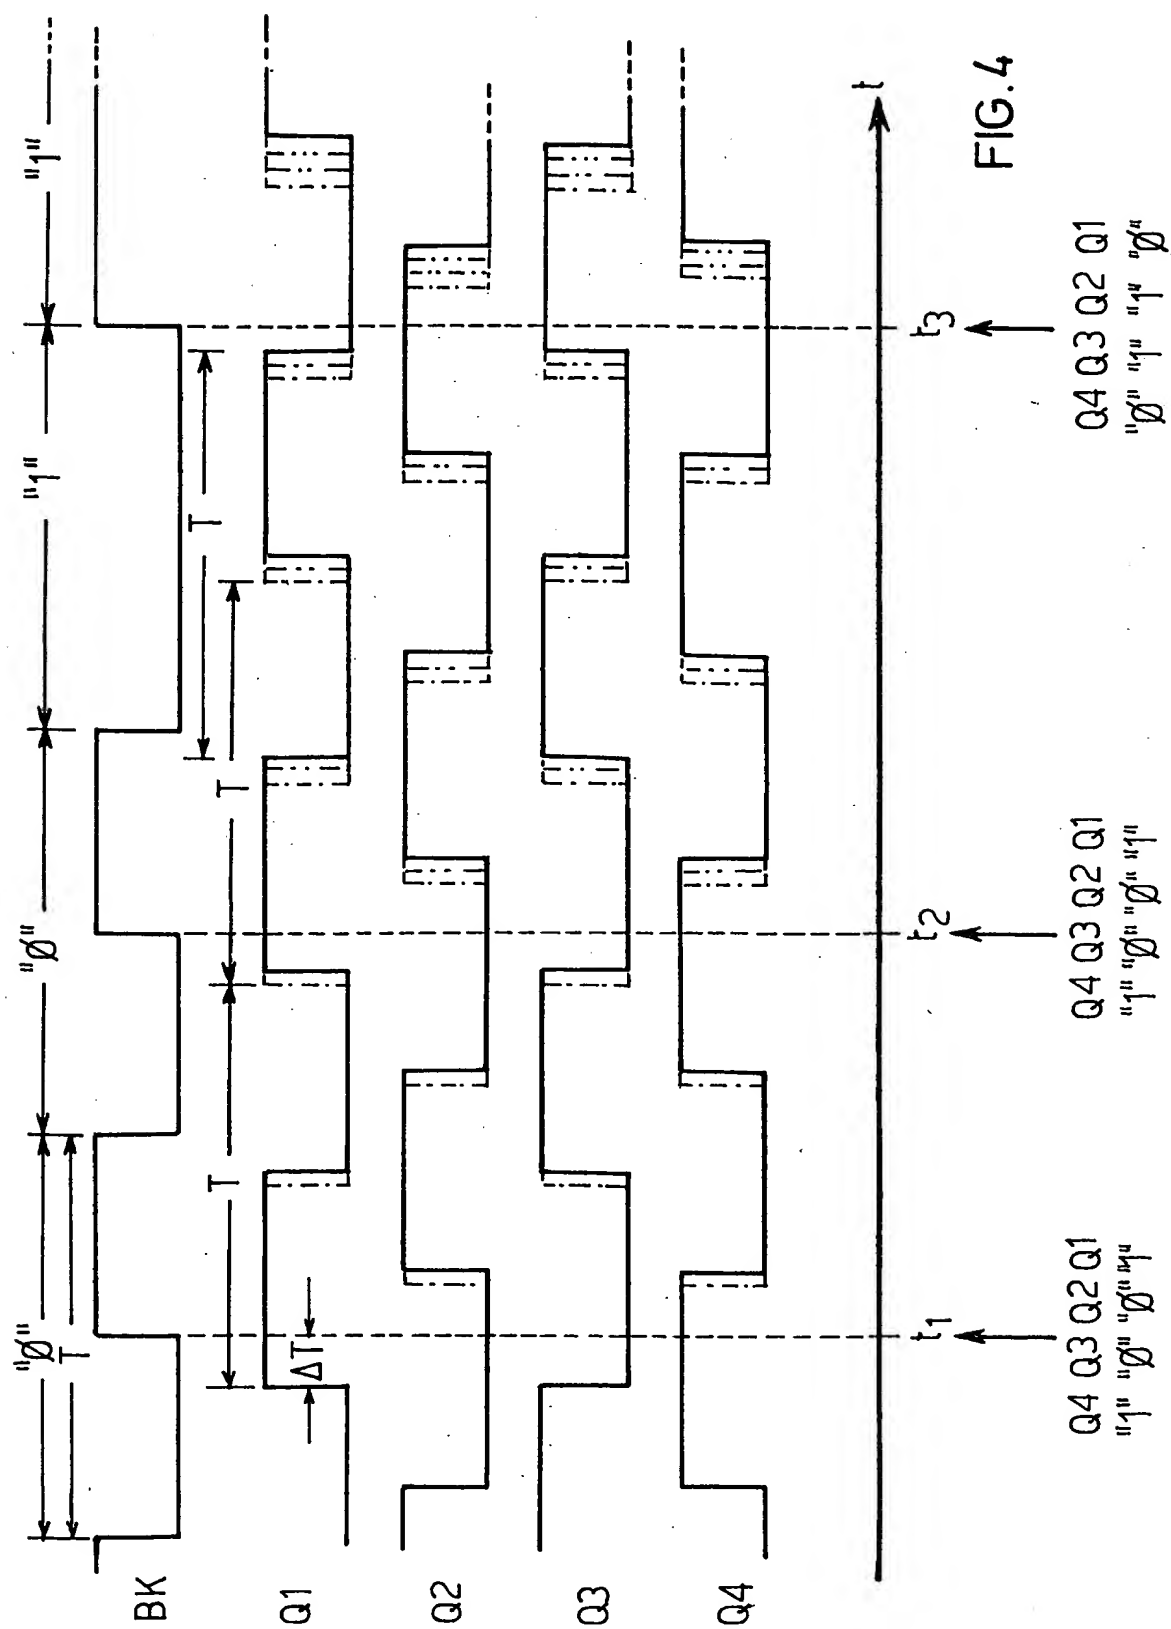 "Ø" "Ø" "1" "1"
T
BK
T T T
Q1
ΔT
Q2
Q3
Q4
t
t1 t2 t3
Q4 Q3 Q2 Q1 Q4 Q3 Q2 Q1 Q4 Q3 Q2 Q1
"1" "Ø" "Ø" "1" "1" "Ø" "Ø" "1" "Ø" "1" "1" "Ø"
FIG.4